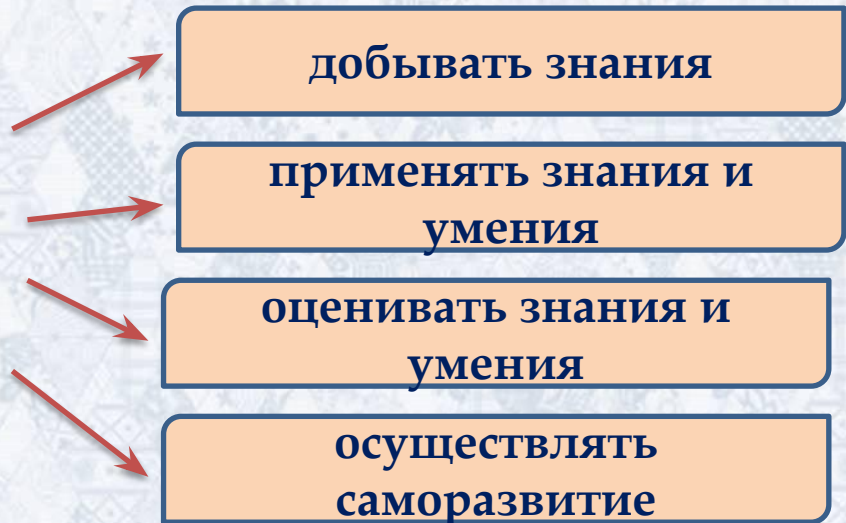 добывать знания
применять знания и
умения
оценивать знания и
умения
осуществлять
саморазвитие